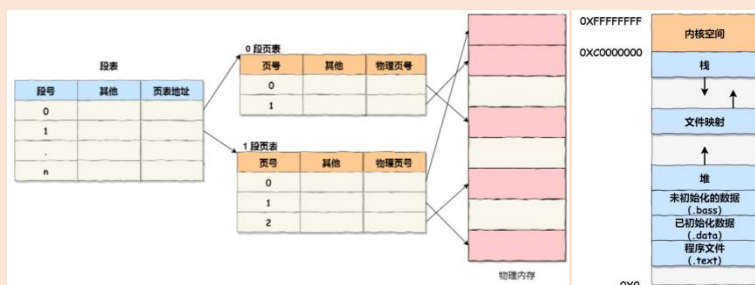 段表
段号 其他 页表地址
0
1
.
n
0 段页表
页号 其他 物理页号
0
1
1 段页表
页号 其他 物理页号
0
1
2
物理内存
0XFFFFFFFF
内核空间
0XC0000000
栈
文件映射
堆
未初始化的数据
(.bass)
已初始化数据
(.data)
程序文件
(.text)
0X0